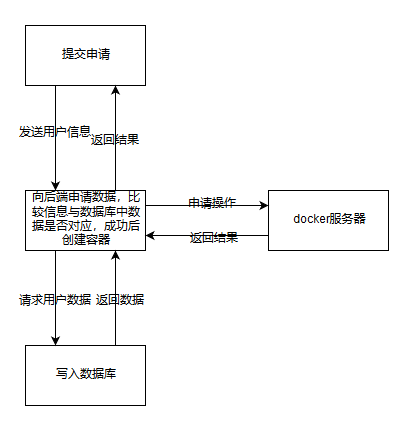 提交申请
发送用户信息
返回结果
向后端申请数据，比
较信息与数据库中数
据是否对应，成功后
创建容器
申请操作
返回结果
docker服务器
请求用户数据
返回数据
写入数据库